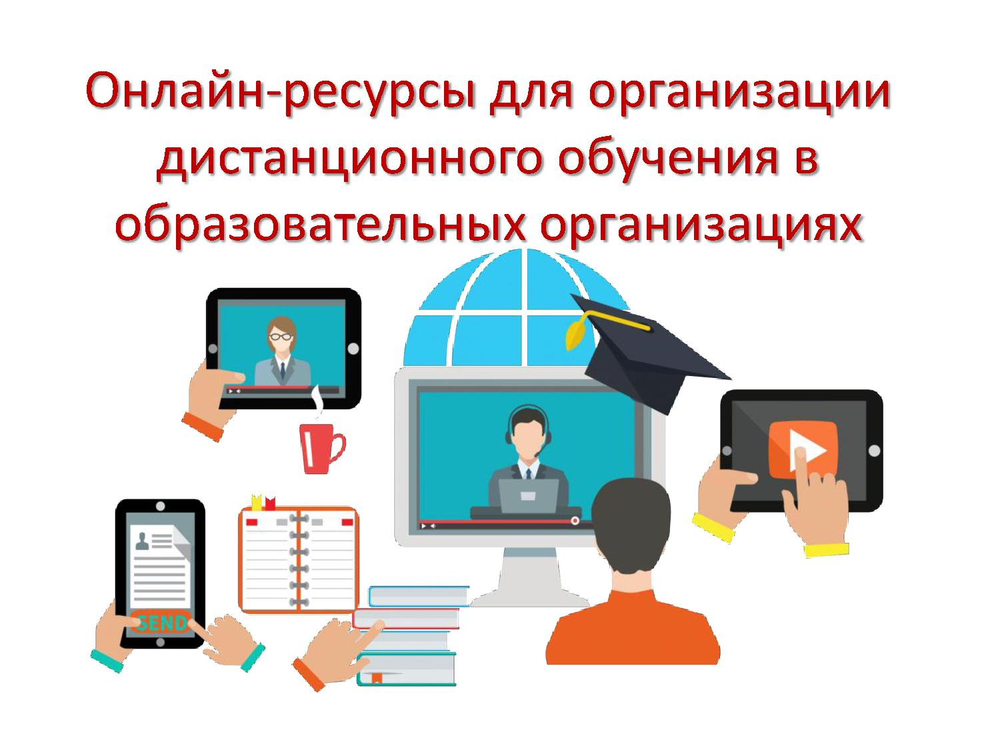 Онлайн-ресурсы для организации
дистанционного обучения в
образовательных организациях
SEND